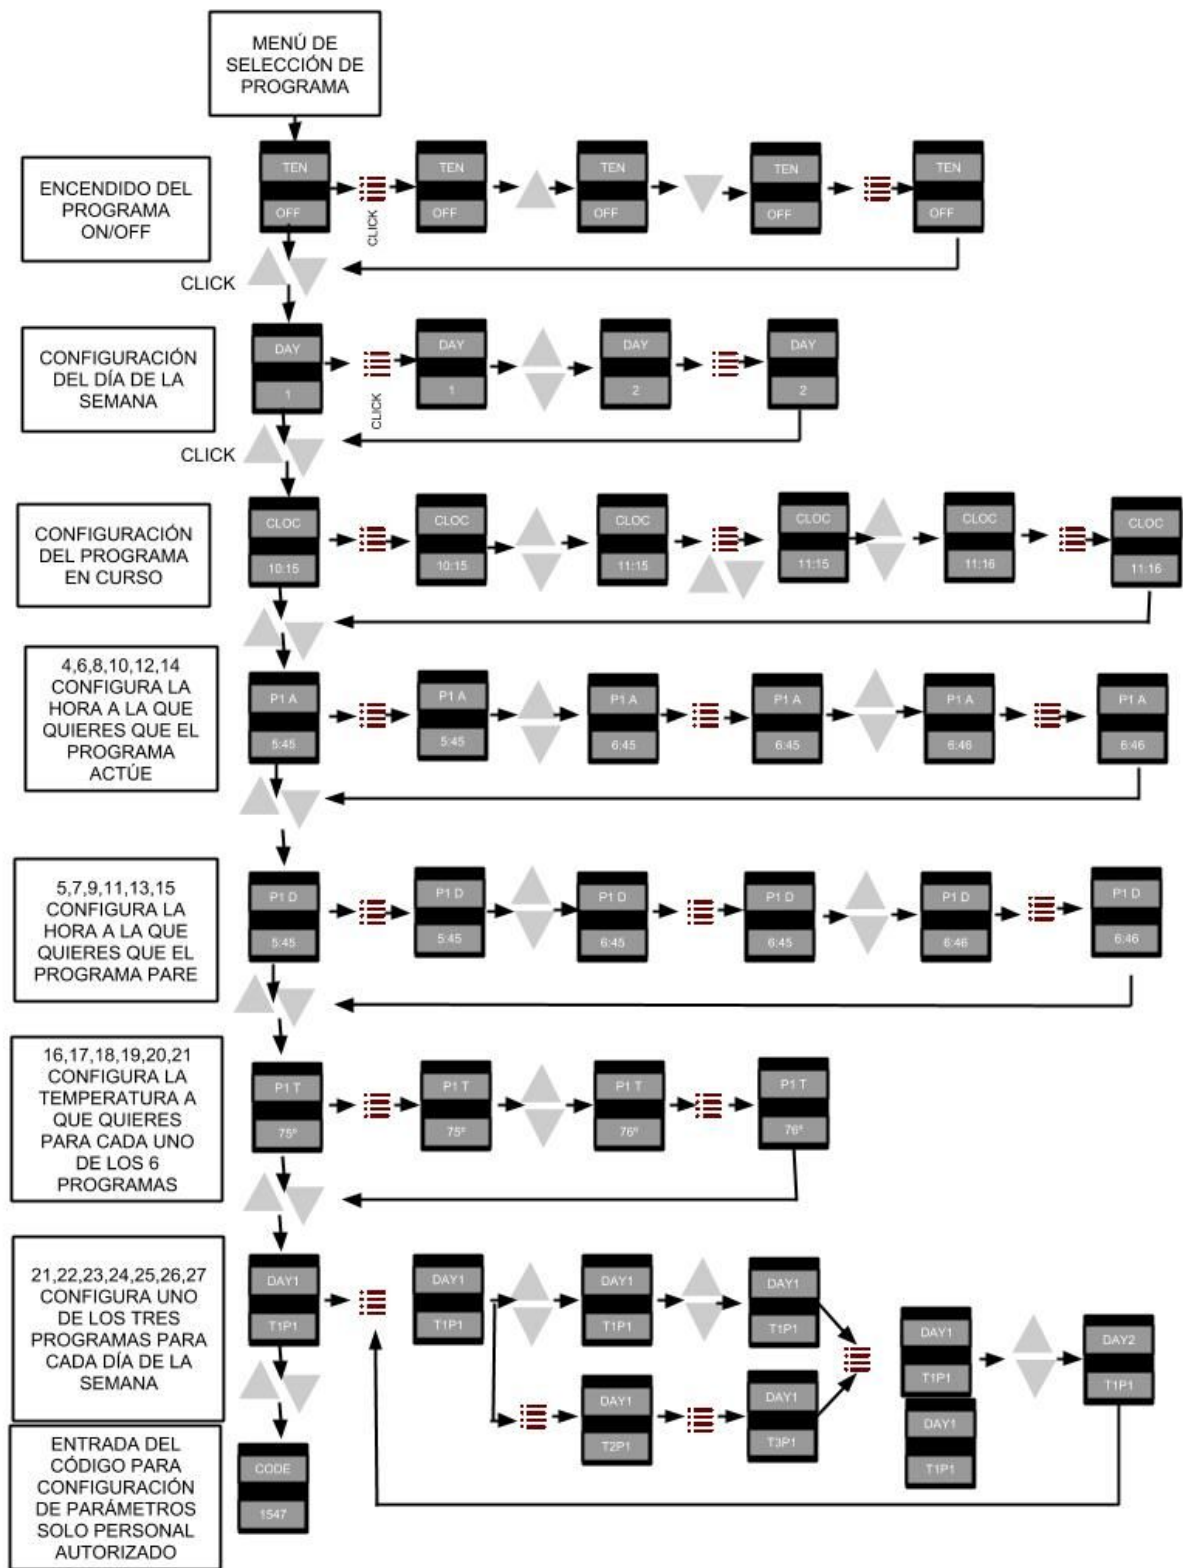 MENÚ DE
SELECCIÓN DE
PROGRAMA
ENCENDIDO DEL
PROGRAMA
ON/OFF
TEN
OFF
CLICK
TEN
OFF
TEN
OFF
TEN
OFF
TEN
OFF
CLICK
CONFIGURACIÓN
DEL DÍA DE LA
SEMANA
DAY
1
CLICK
DAY
1
DAY
2
DAY
2
CLICK
CONFIGURACIÓN
DEL PROGRAMA
EN CURSO
CLOC
10:15
CLOC
10:15
CLOC
11:15
CLOC
11:15
CLOC
11:16
CLOC
11:16
4,6,8,10,12,14
CONFIGURA LA
HORA A LA QUE
QUIERES QUE EL
PROGRAMA
ACTÚE
P1 A
5:45
P1 A
5:45
P1 A
6:45
P1 A
6:45
P1 A
6:46
P1 A
6:46
5,7,9,11,13,15
CONFIGURA LA
HORA A LA QUE
QUIERES QUE EL
PROGRAMA PARE
P1 D
5:45
P1 D
5:45
P1 D
6:45
P1 D
6:45
P1 D
6:46
P1 D
6:46
16,17,18,19,20,21
CONFIGURA LA
TEMPERATURA A
QUE QUIERES
PARA CADA UNO
DE LOS 6
PROGRAMAS
P1 T
75º
P1 T
75º
P1 T
76º
P1 T
76º
21,22,23,24,25,26,27
CONFIGURA UNO
DE LOS TRES
PROGRAMAS PARA
CADA DÍA DE LA
SEMANA
DAY1
T1P1
DAY1
T1P1
DAY1
T1P1
DAY1
T1P1
DAY1
T2P1
DAY1
T3P1
DAY1
T1P1
DAY1
T1P1
DAY2
T1P1
ENTRADA DEL
CÓDIGO PARA
CONFIGURACIÓN
DE PARÁMETROS
SOLO PERSONAL
AUTORIZADO
CODE
1547